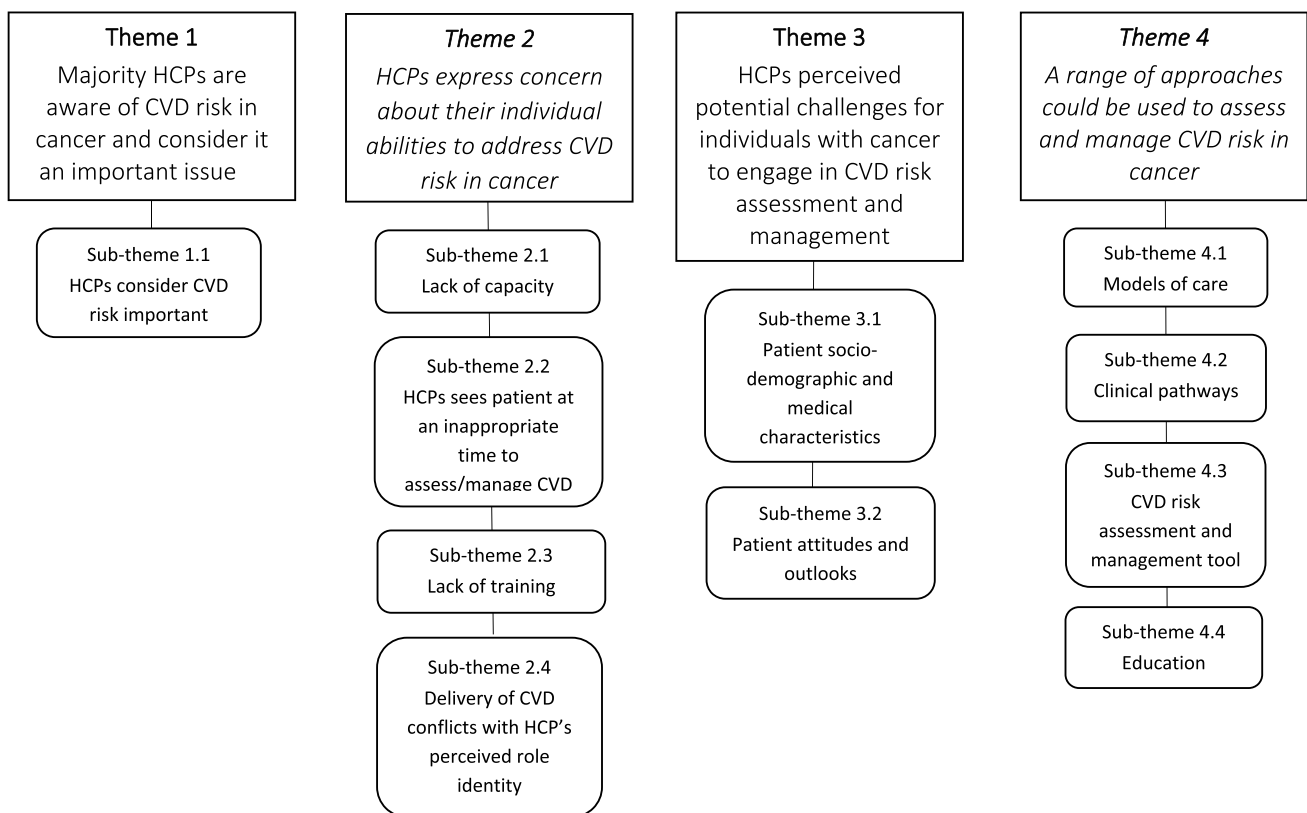 Theme 1
Majority HCPs are
aware of CVD risk in
cancer and consider it
an important issue
Sub-theme 1.1
HCPs consider CVD
risk important
Theme 2
HCPs express concern
about their individual
abilities to address CVD
risk in cancer
Sub-theme 2.1
Lack of capacity
Sub-theme 2.2
HCPs sees patient at
an inappropriate
time to
assess/manage CVD
Sub-theme 2.3
Lack of training
Sub-theme 2.4
Delivery of CVD
conflicts with HCP’s
perceived role
identity
Theme 3
HCPs perceived
potential challenges for
individuals with cancer
to engage in CVD risk
assessment and
management
Sub-theme 3.1
Patient socio-
demographic and
medical
characteristics
Sub-theme 3.2
Patient attitudes and
outlooks
Theme 4
A range of approaches
could be used to assess
and manage CVD risk in
cancer
Sub-theme 4.1
Models of care
Sub-theme 4.2
Clinical pathways
Sub-theme 4.3
CVD risk
assessment and
management tool
Sub-theme 4.4
Education